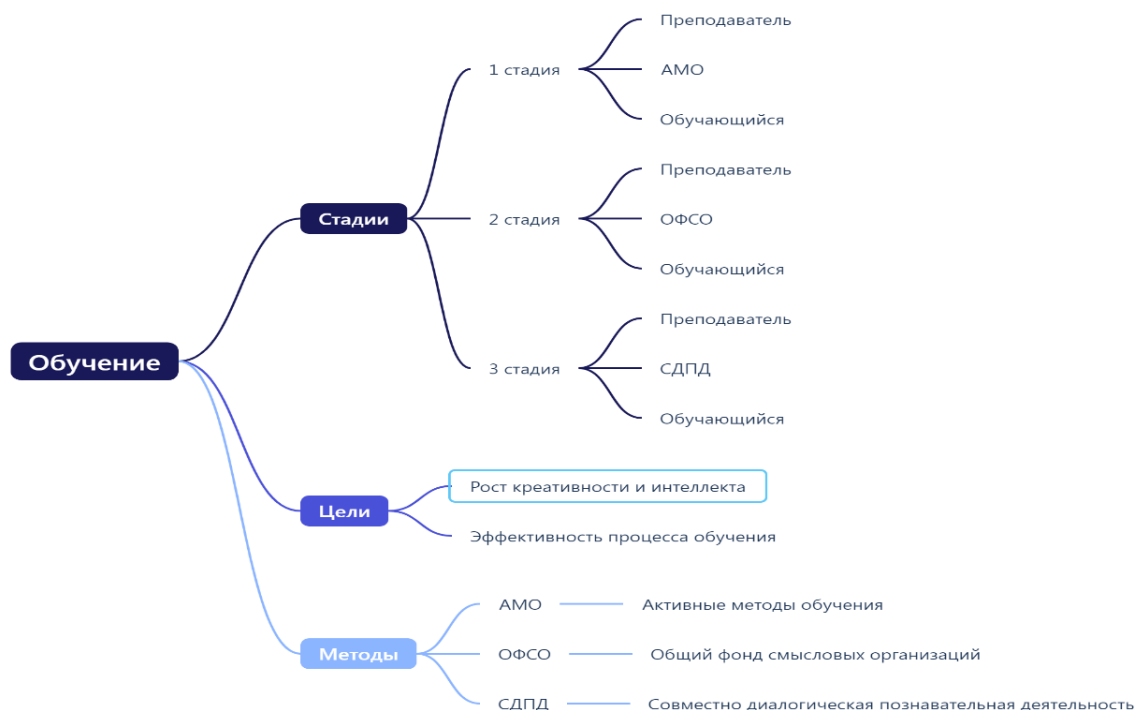 Обучение
Стадии
1 стадия
Преподаватель
АМО
Обучающийся
2 стадия
Преподаватель
ОФСО
Обучающийся
3 стадия
Преподаватель
СДПД
Обучающийся
Цели
Рост креативности и интеллекта
Эффективность процесса обучения
Методы
АМО
Активные методы обучения
ОФСО
Общий фонд смысловых организаций
СДПД
Совместно диалогическая познавательная деятельность